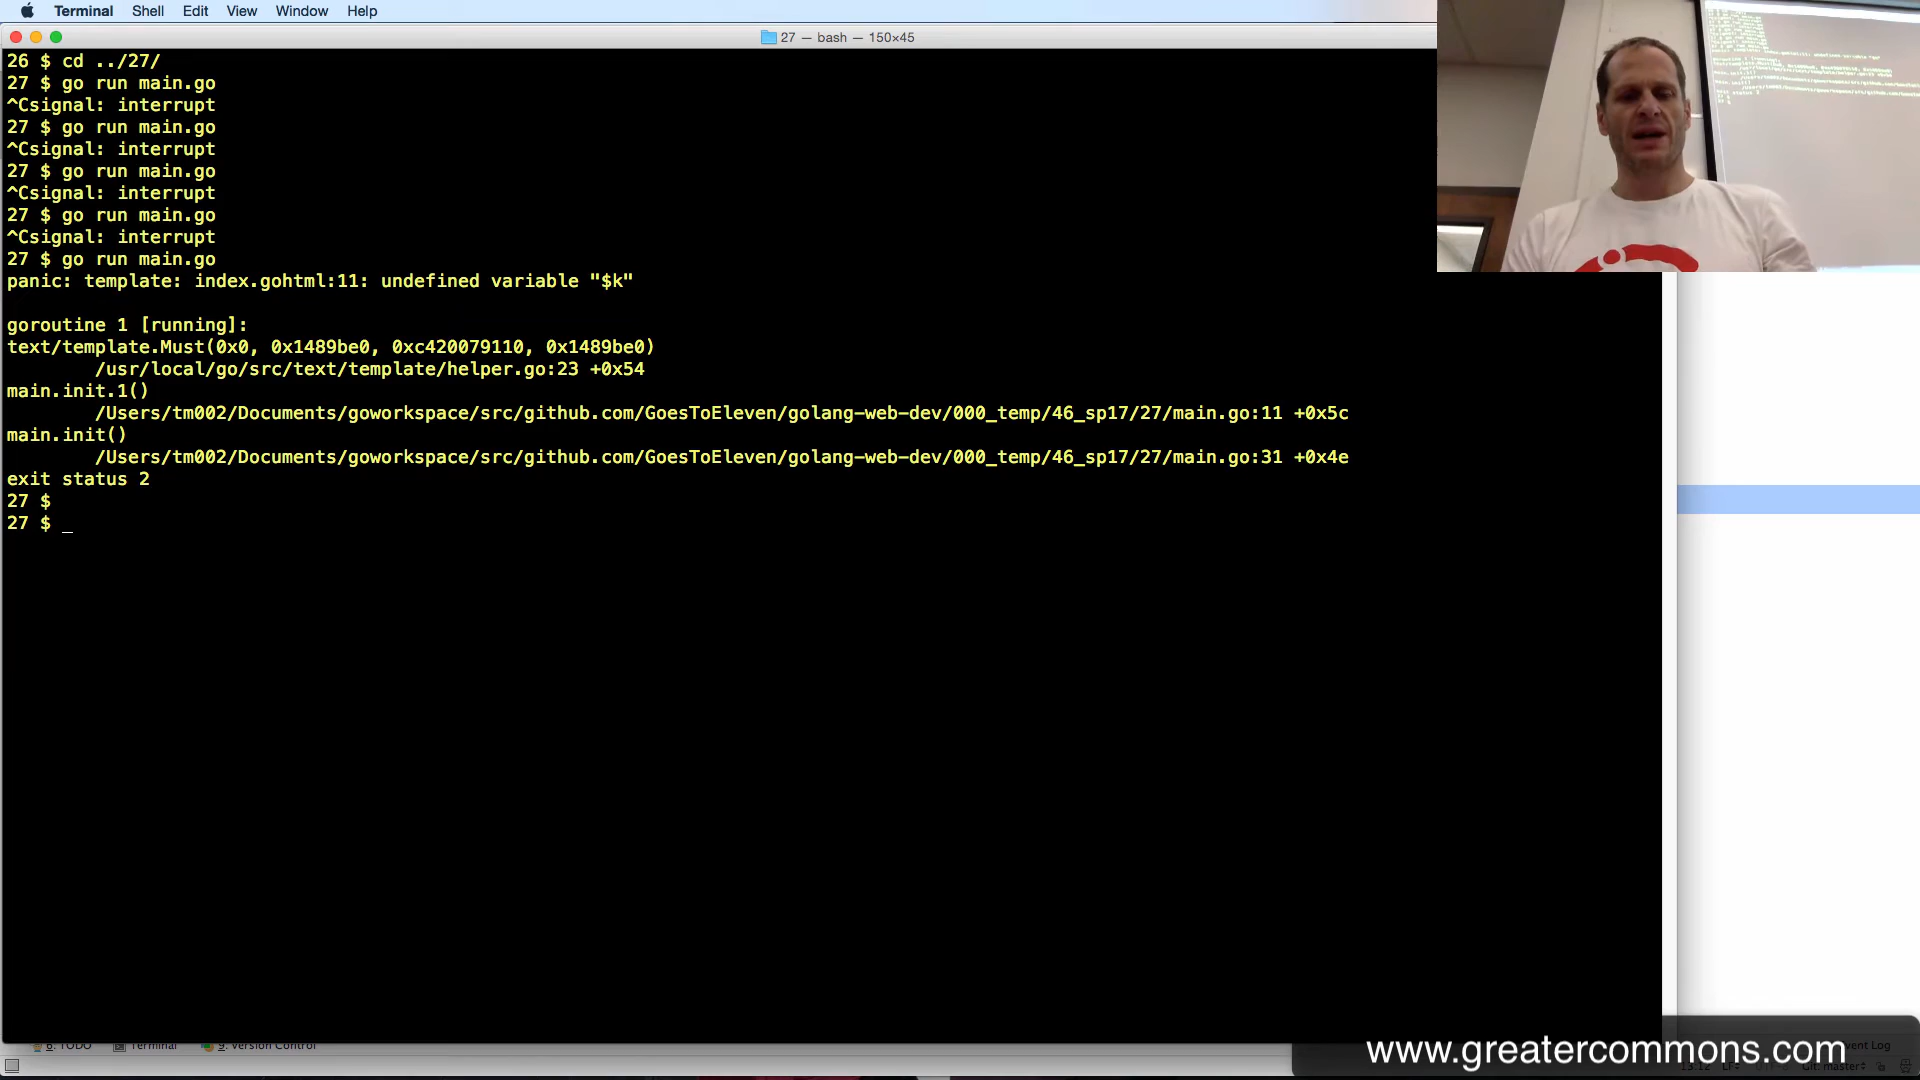 Terminal Shell Edit View Window Help
27 — bash — 150×45
26 $ cd ../27/
27 $ go run main.go
^Csignal: interrupt
27 $ go run main.go
^Csignal: interrupt
27 $ go run main.go
^Csignal: interrupt
27 $ go run main.go
^Csignal: interrupt
27 $ go run main.go
panic: template: index.gohtml:11: undefined variable "$k"
goroutine 1 [running]:
text/template.Must(0x0, 0x1489be0, 0xc420079110, 0x1489be0)
/usr/local/go/src/text/template/helper.go:23 +0x54
main.init.1()
/Users/tm002/Documents/goworkspace/src/github.com/GoesToEleven/golang-web-dev/000_temp/46_sp17/27/main.go:11 +0x5c
main.init()
/Users/tm002/Documents/goworkspace/src/github.com/GoesToEleven/golang-web-dev/000_temp/46_sp17/27/main.go:31 +0x4e
exit status 2
27 $
27 $ _
6: TODO Terminal 9: Version Control
www.greatercommons.com